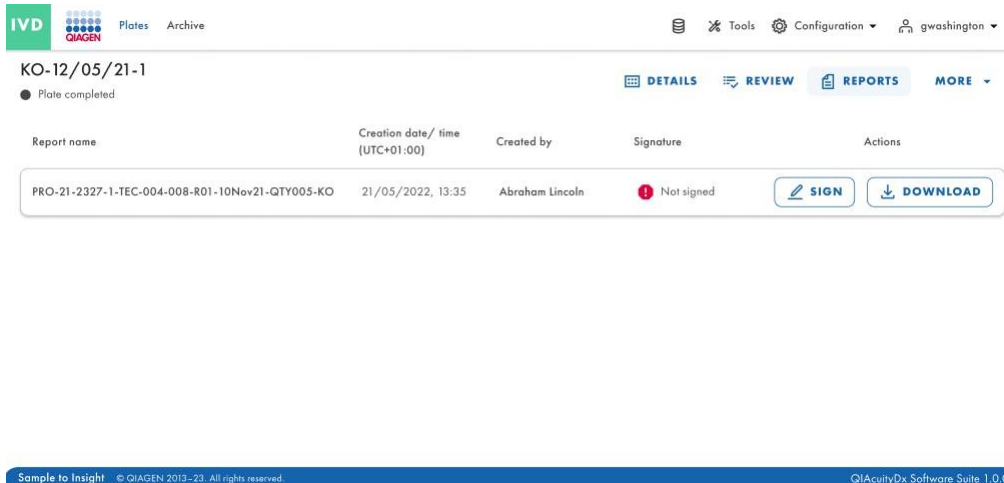 IVD
QIAGEN
Plates Archive Tools Configuration gwashington
KO-12/05/21-1
Plate completed
DETAILS REVIEW REPORTS MORE
Report name Creation date/ time (UTC+01:00) Created by Signature Actions
PRO-21-2327-1-TEC-004-008-R01-10Nov21-QTY005-KO 21/05/2022, 13:35 Abraham Lincoln Not signed SIGN DOWNLOAD
Sample to Insight © QIAGEN 2013–23. All rights reserved. QIAcuityDx Software Suite 1.0.0